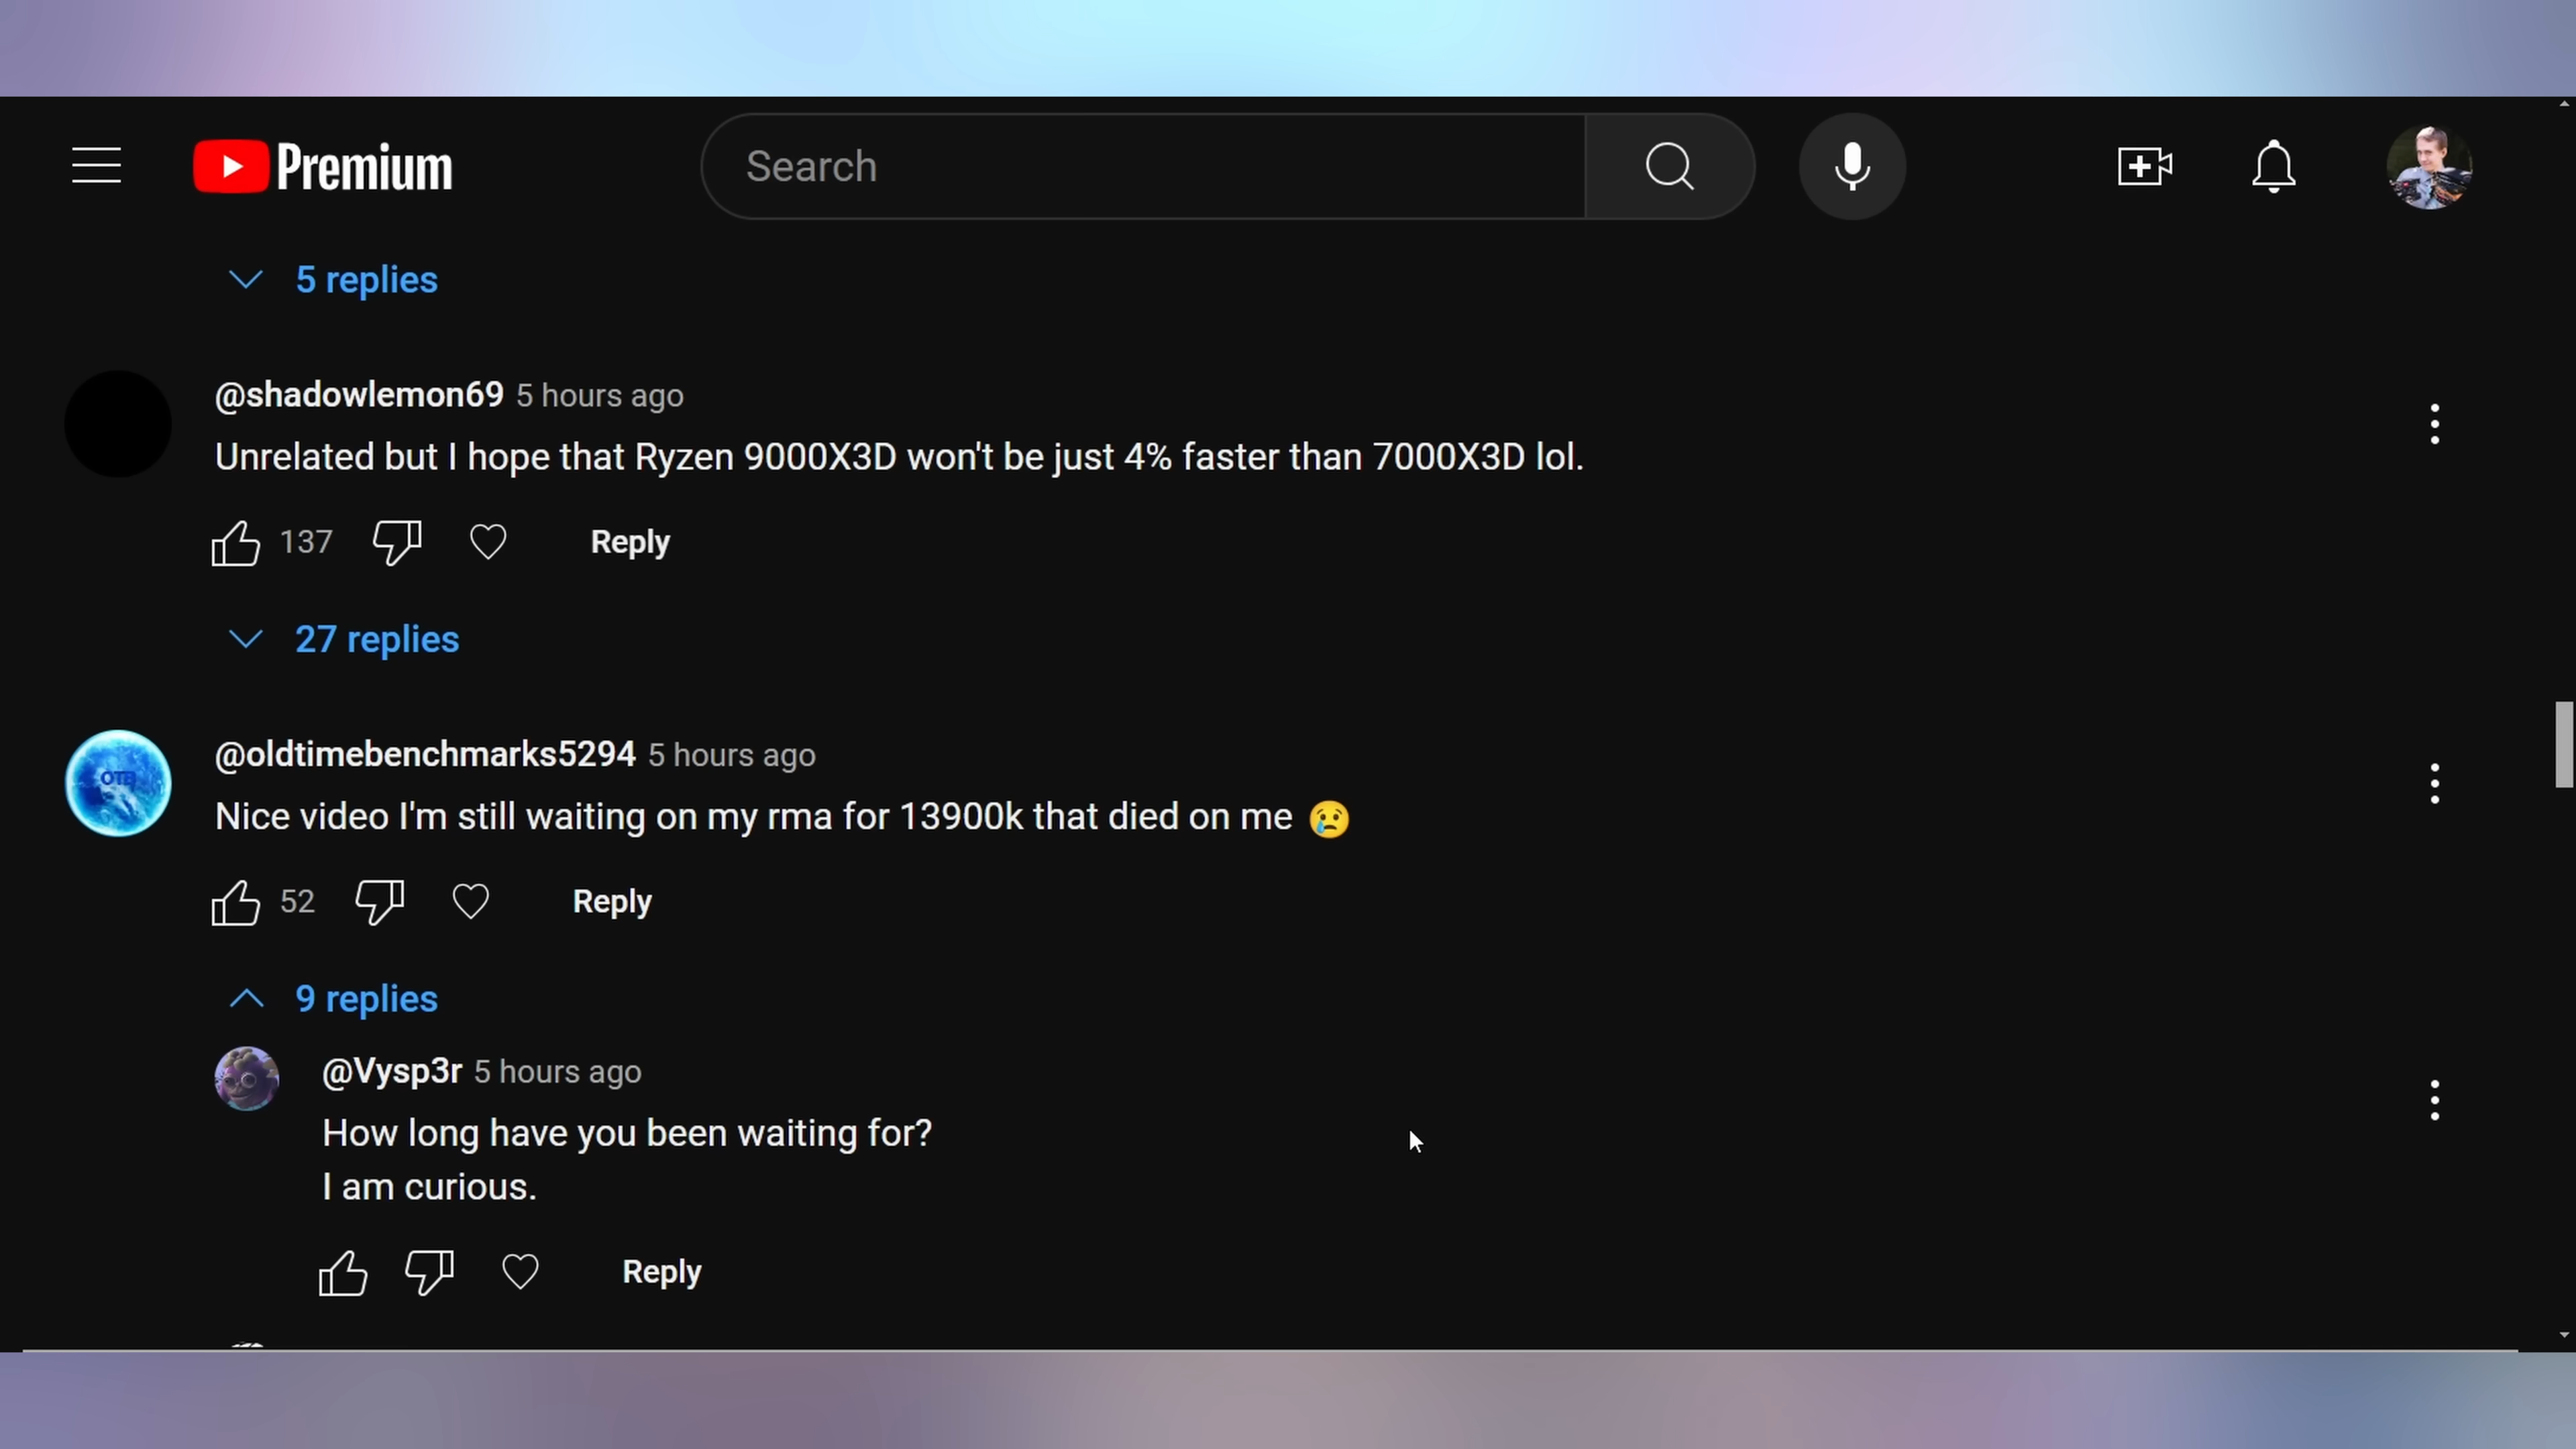 Premium
Search
5 replies
@shadowlemon69 5 hours ago
Unrelated but I hope that Ryzen 9000X3D won't be just 4% faster than 7000X3D lol.
137 Reply
27 replies
OTB
@oldtimebenchmarks5294 5 hours ago
Nice video I'm still waiting on my rma for 13900k that died on me 😢
52 Reply
9 replies
@Vysp3r 5 hours ago
How long have you been waiting for?
I am curious.
Reply